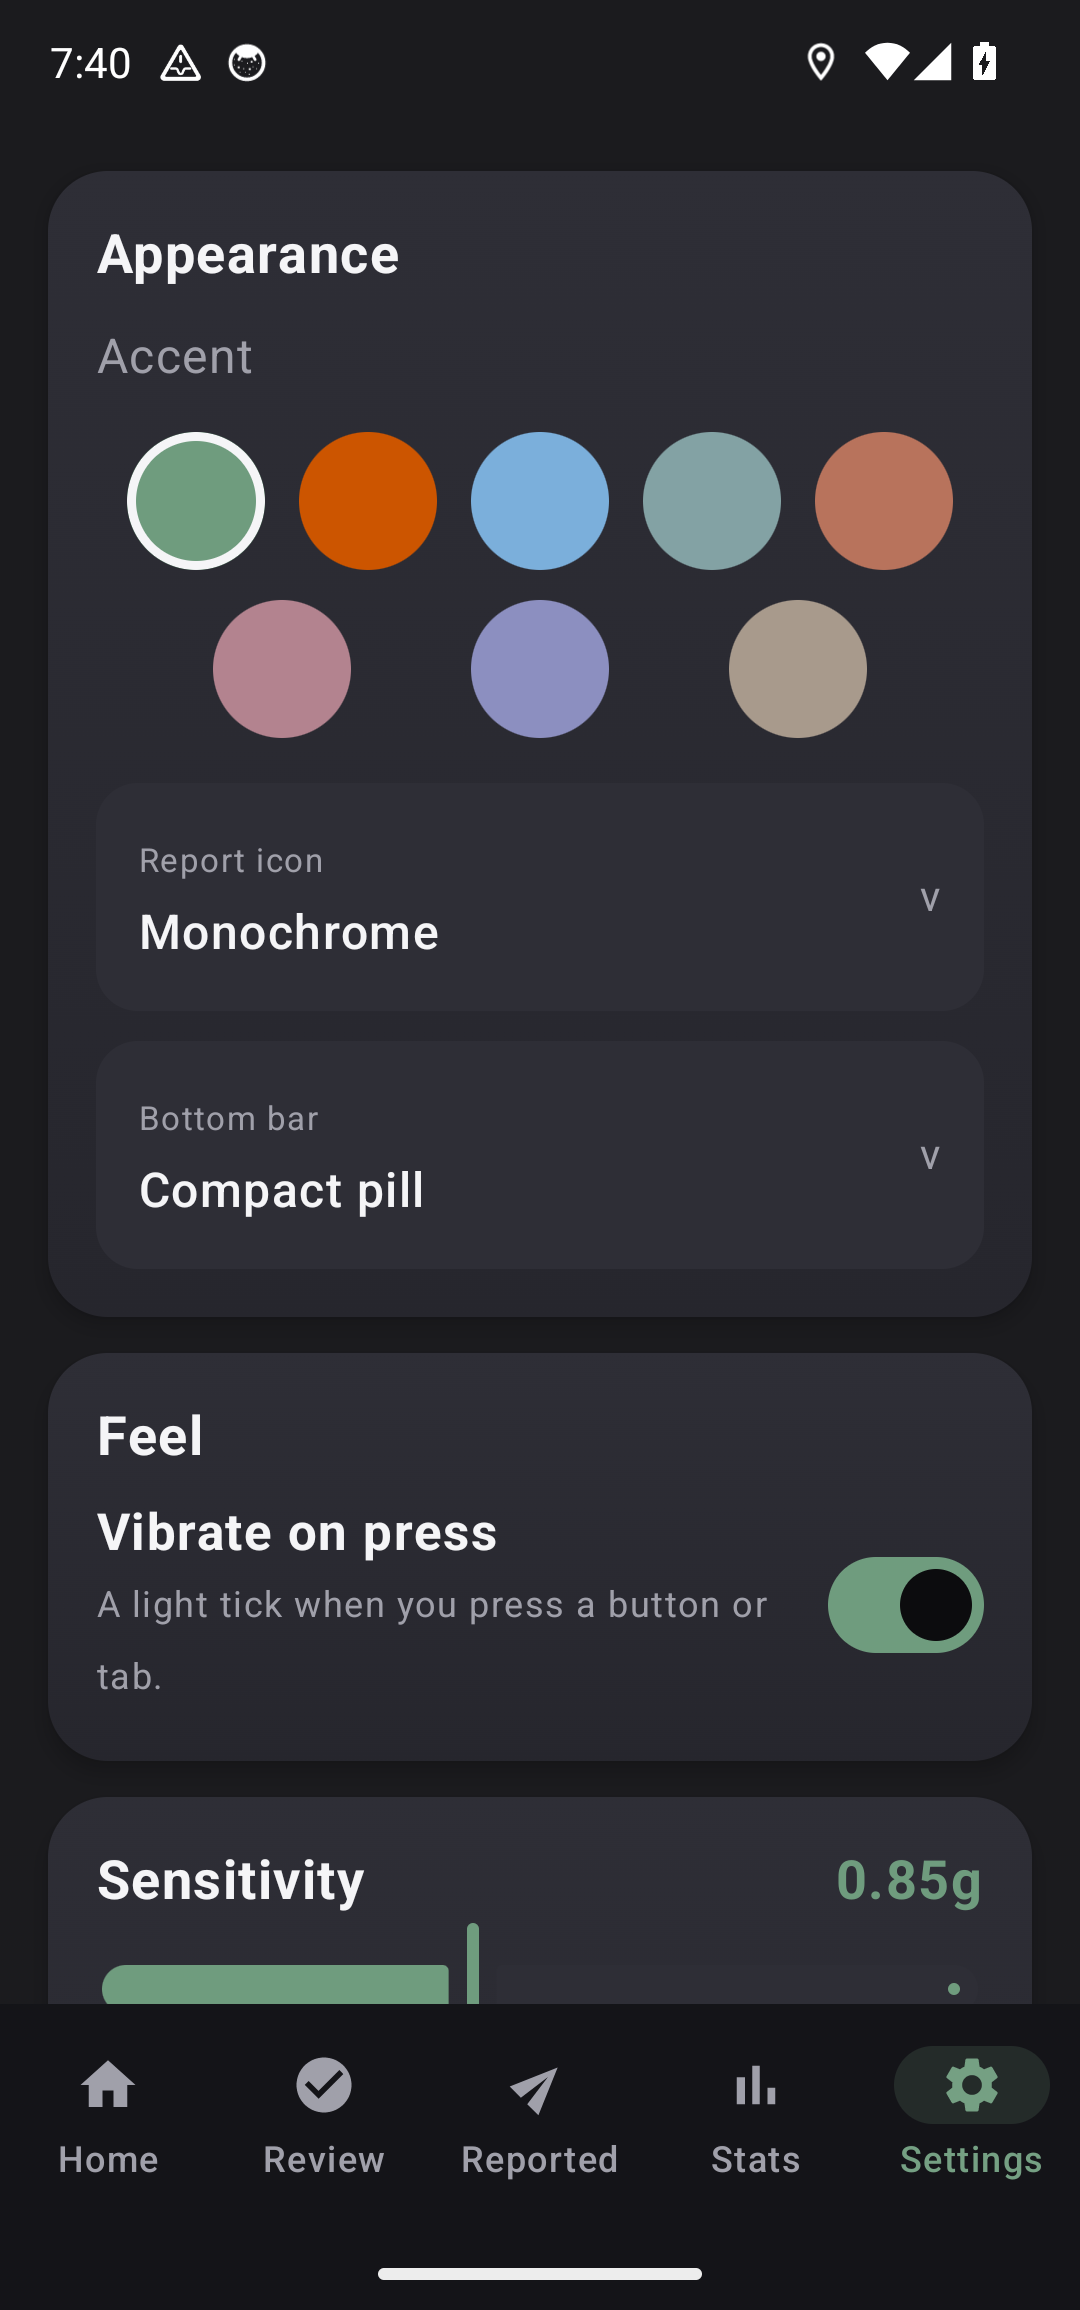 7:40
Appearance
Accent
Report icon
Monochrome
v
Bottom bar
Compact pill
v
Feel
Vibrate on press
A light tick when you press a button or
tab.
Sensitivity 0.85g
Home Review Reported Stats Settings